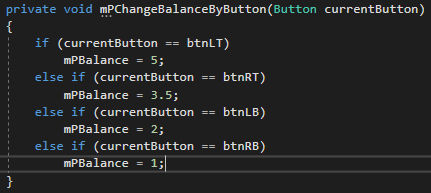 private void mPChangeBalanceByButton(Button currentButton)
{
    if (currentButton == btnLT)
        mPBalance = 5;
    else if (currentButton == btnRT)
        mPBalance = 3.5;
    else if (currentButton == btnLB)
        mPBalance = 2;
    else if (currentButton == btnRB)
        mPBalance = 1;
}